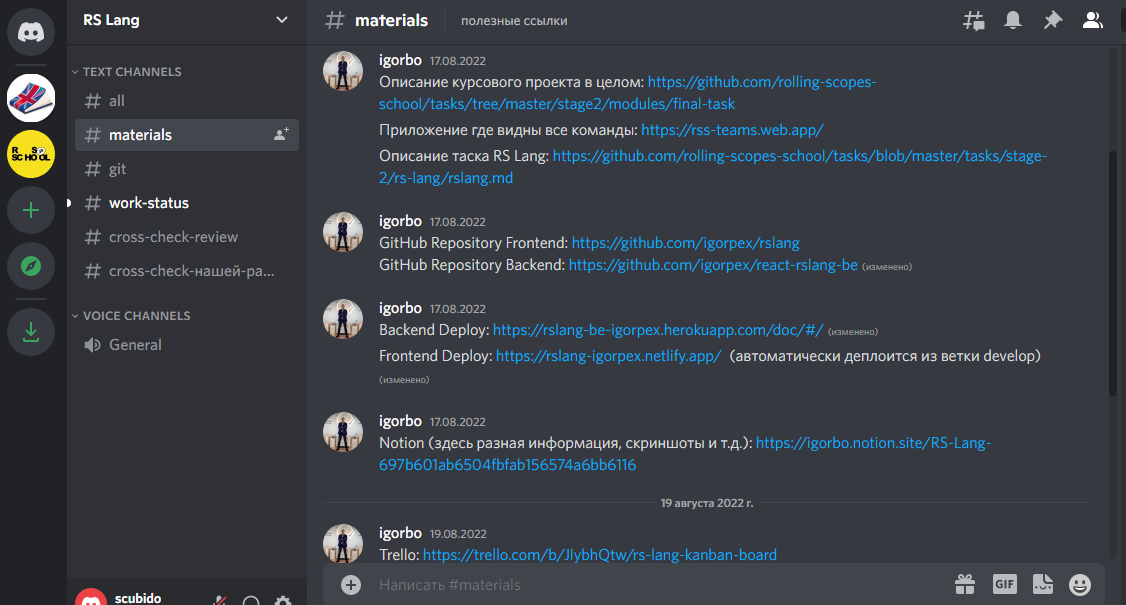 RS Lang
materials
полезные ссылки
TEXT CHANNELS
all
materials
git
work-status
cross-check-review
cross-check-нашей-ра...
VOICE CHANNELS
General
RS SCHOOL
scubido
igorbo 17.08.2022
Описание курсового проекта в целом: https://github.com/rolling-scopes-
school/tasks/tree/master/stage2/modules/final-task
Приложение где видны все команды: https://rss-teams.web.app/
Описание таска RS Lang: https://github.com/rolling-scopes-school/tasks/blob/master/tasks/stage-
2/rs-lang/rslang.md
igorbo 17.08.2022
GitHub Repository Frontend: https://github.com/igorpex/rslang
GitHub Repository Backend: https://github.com/igorpex/react-rslang-be (изменено)
igorbo 17.08.2022
Backend Deploy: https://rslang-be-igorpex.herokuapp.com/doc/#/ (изменено)
Frontend Deploy: https://rslang-igorpex.netlify.app/ (автоматически деплоится из ветки develop)
(изменено)
igorbo 17.08.2022
Notion (здесь разная информация, скриншоты и т.д.): https://igorbo.notion.site/RS-Lang-
697b601ab6504fbfab156574a6bb6116
19 августа 2022 г.
igorbo 19.08.2022
Trello: https://trello.com/b/JlybhQtw/rs-lang-kanban-board
Написать #materials
GIF